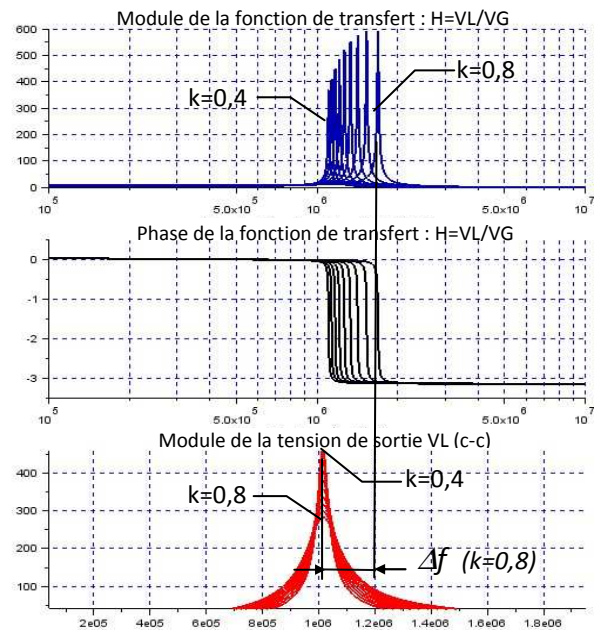 Module de la fonction de transfert : H=VL/VG
600
500
k=0,8
400
k=0,4
300
200
100
0
10^5 5.0x10^5 10^6 5.0x10^6 10^7
Phase de la fonction de transfert : H=VL/VG
0
-1
-2
-3
10^5 5.0x10^5 10^6 5.0x10^6 10^7
Module de la tension de sortie VL (c-c)
400
k=0,4
k=0,8
300
200
Δf (k=0,8)
100
2e05 4e05 6e05 8e05 1e06 1.2e06 1.4e06 1.6e06 1.8e06